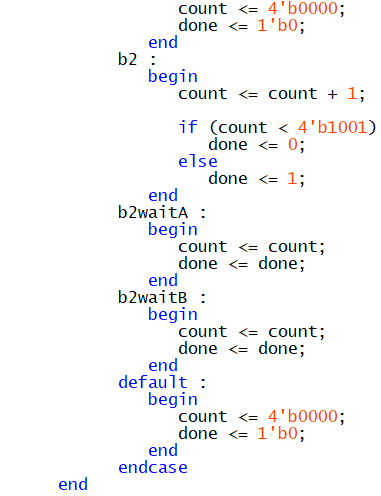 count <= 4'b0000;
done <= 1'b0;
end
b2 :
begin
count <= count + 1;
if (count < 4'b1001)
done <= 0;
else
done <= 1;
end
b2waitA :
begin
count <= count;
done <= done;
end
b2waitB :
begin
count <= count;
done <= done;
end
default :
begin
count <= 4'b0000;
done <= 1'b0;
end
endcase
end